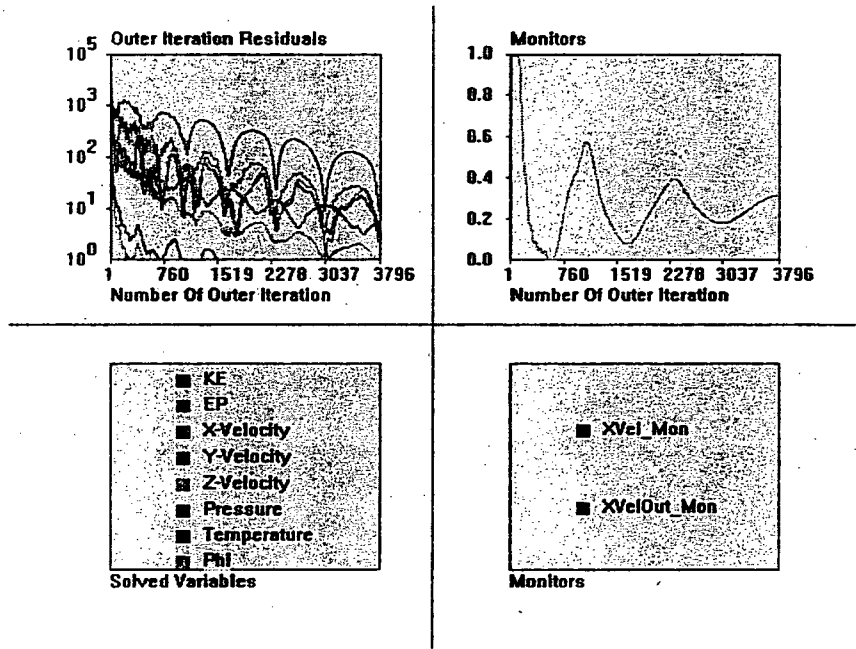 Outer Iteration Residuals
10^5
10^3
10^2
10^1
10^0
1 760 1519 2278 3037 3796
Number Of Outer Iteration
Monitors
1.0
0.8
0.6
0.4
0.2
0.0
1 760 1519 2278 3037 3796
Number Of Outer Iteration
KE
EP
X-Velocity
Y-Velocity
Z-Velocity
Pressure
Temperature
Phi
Solved Variables
XVel_Mon
XVelOut_Mon
Monitors